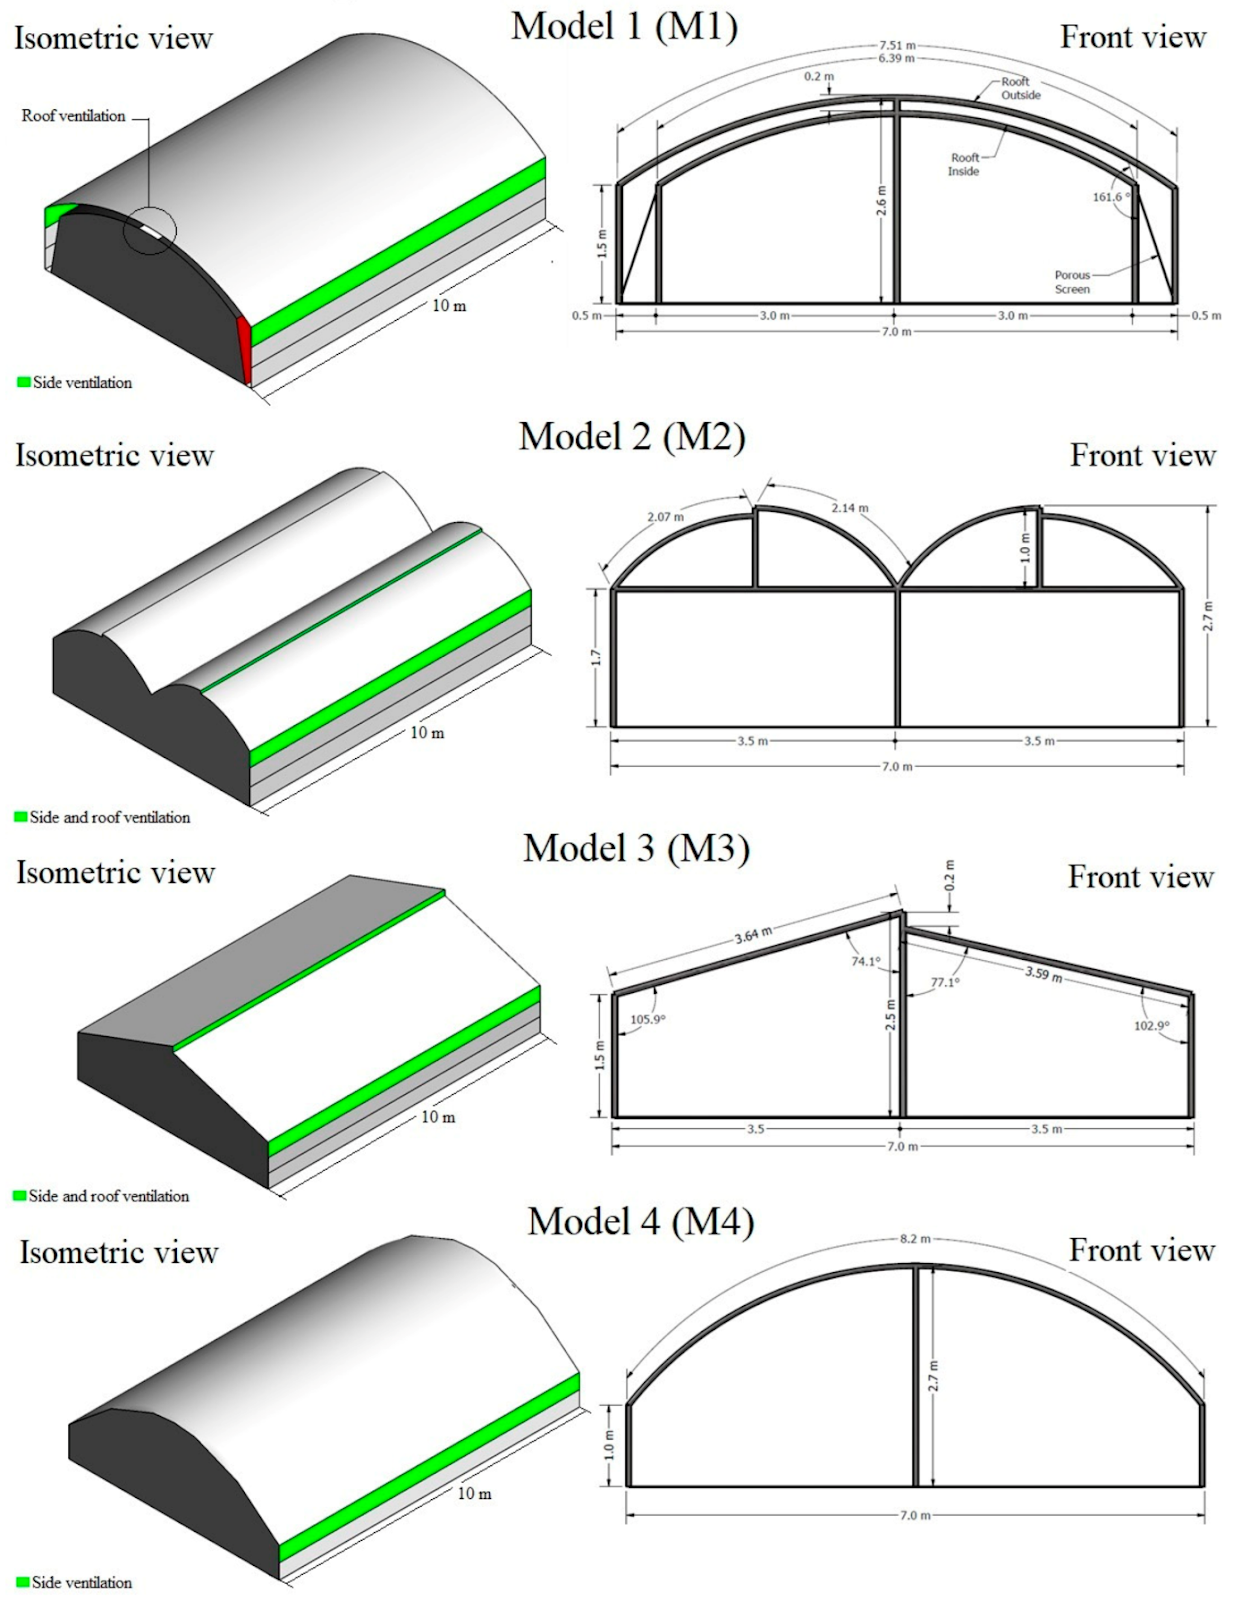 Model 1 (M1)
Isometric view
Front view
7.51 m
6.39 m
0.2 m
Rooft
Outside
Roof ventilation
Rooft
Inside
161.6 °
2.6 m
1.5 m
Porous
Screen
10 m
0.5 m
3.0 m
3.0 m
0.5 m
7.0 m
Side ventilation
Model 2 (M2)
Isometric view
Front view
2.07 m
2.14 m
1.0 m
2.7 m
1.7
10 m
3.5 m
3.5 m
7.0 m
Side and roof ventilation
Model 3 (M3)
Isometric view
Front view
0.2 m
3.64 m
74.1°
77.1°
3.59 m
105.9°
2.5 m
102.9°
1.5 m
10 m
3.5
3.5 m
7.0 m
Side and roof ventilation
Model 4 (M4)
Isometric view
Front view
8.2 m
2.7 m
1.0 m
10 m
7.0 m
Side ventilation